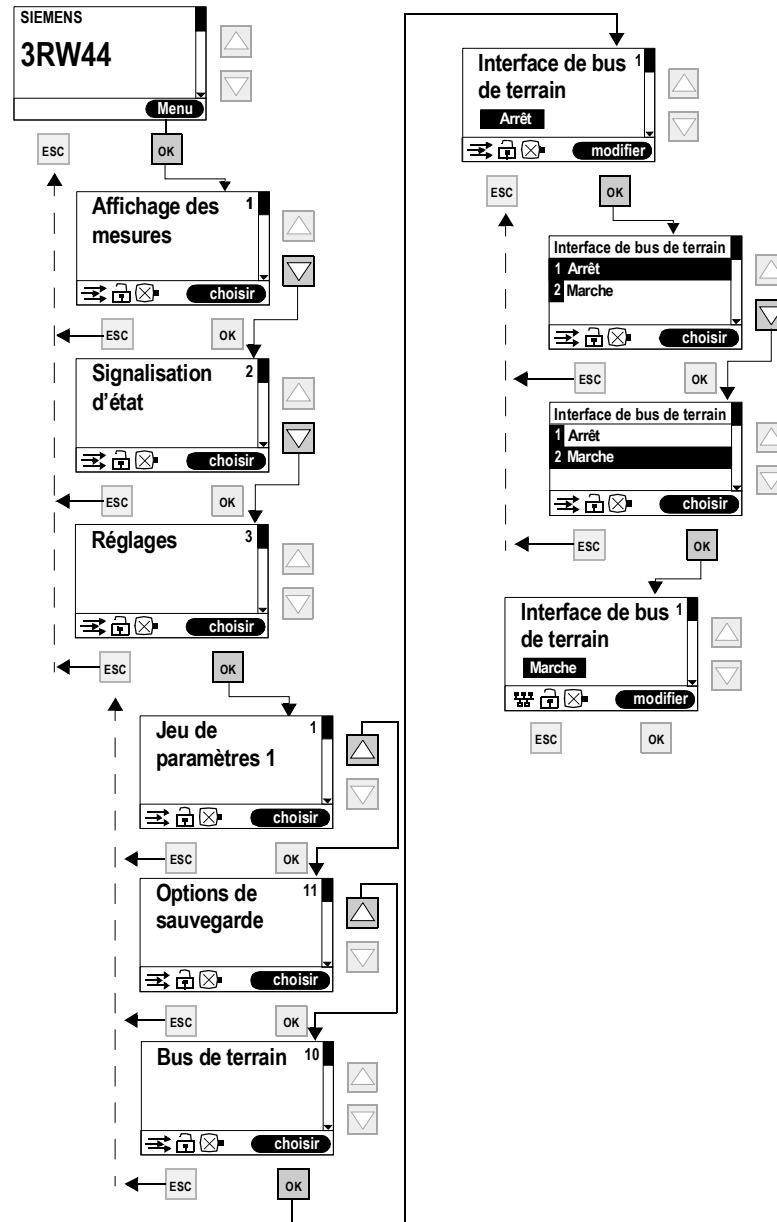 SIEMENS
3RW44
Menu
ESC
OK
Affichage des
mesures
1
choisir
ESC
OK
Signalisation
d'état
2
choisir
ESC
OK
Réglages
3
choisir
ESC
OK
Jeu de
paramètres 1
1
choisir
ESC
OK
Options de
sauvegarde
11
choisir
ESC
OK
Bus de terrain
10
choisir
ESC
OK
Interface de bus
de terrain
1
Arrêt
modifier
ESC
OK
Interface de bus de terrain
1 Arrêt
2 Marche
choisir
ESC
OK
Interface de bus de terrain
1 Arrêt
2 Marche
choisir
ESC
OK
Interface de bus
de terrain
1
Marche
modifier
ESC
OK